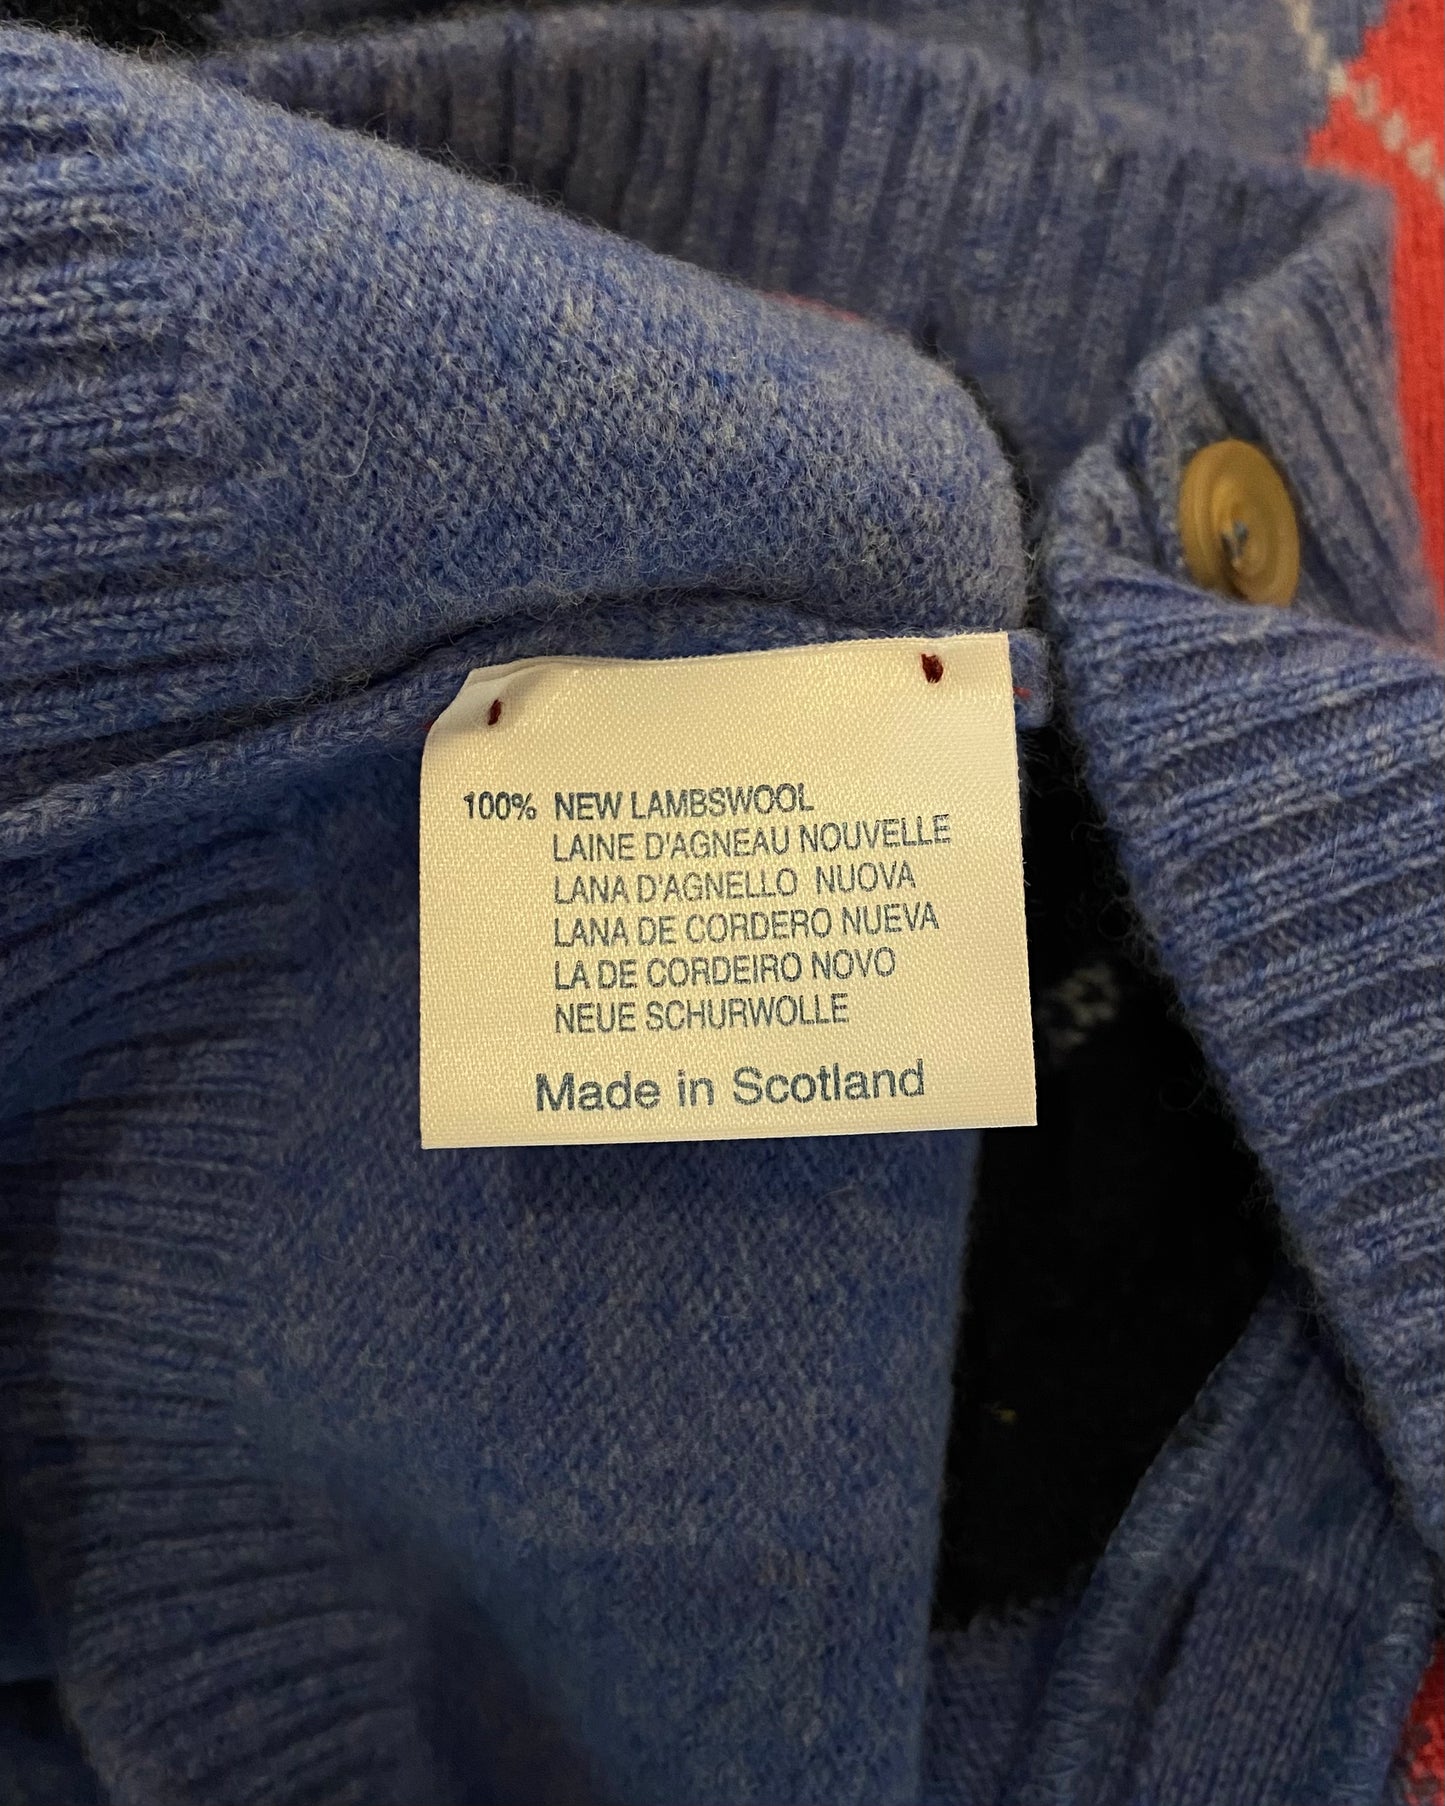 100% NEW LAMBSWOOL
LAINE D'AGNEAU NOUVELLE
LANA D'AGNELLO NUOVA
LANA DE CORDERO NUEVA
LA DE CORDEIRO NOVO
NEUE SCHURWOLLE
Made in Scotland